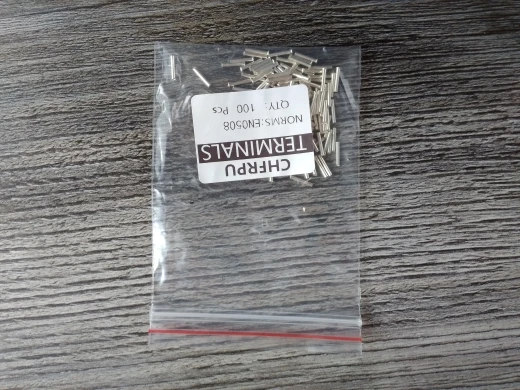 CHFRPU
TERMINALS
NORMS:EN0508
QTY: 100 Pcs